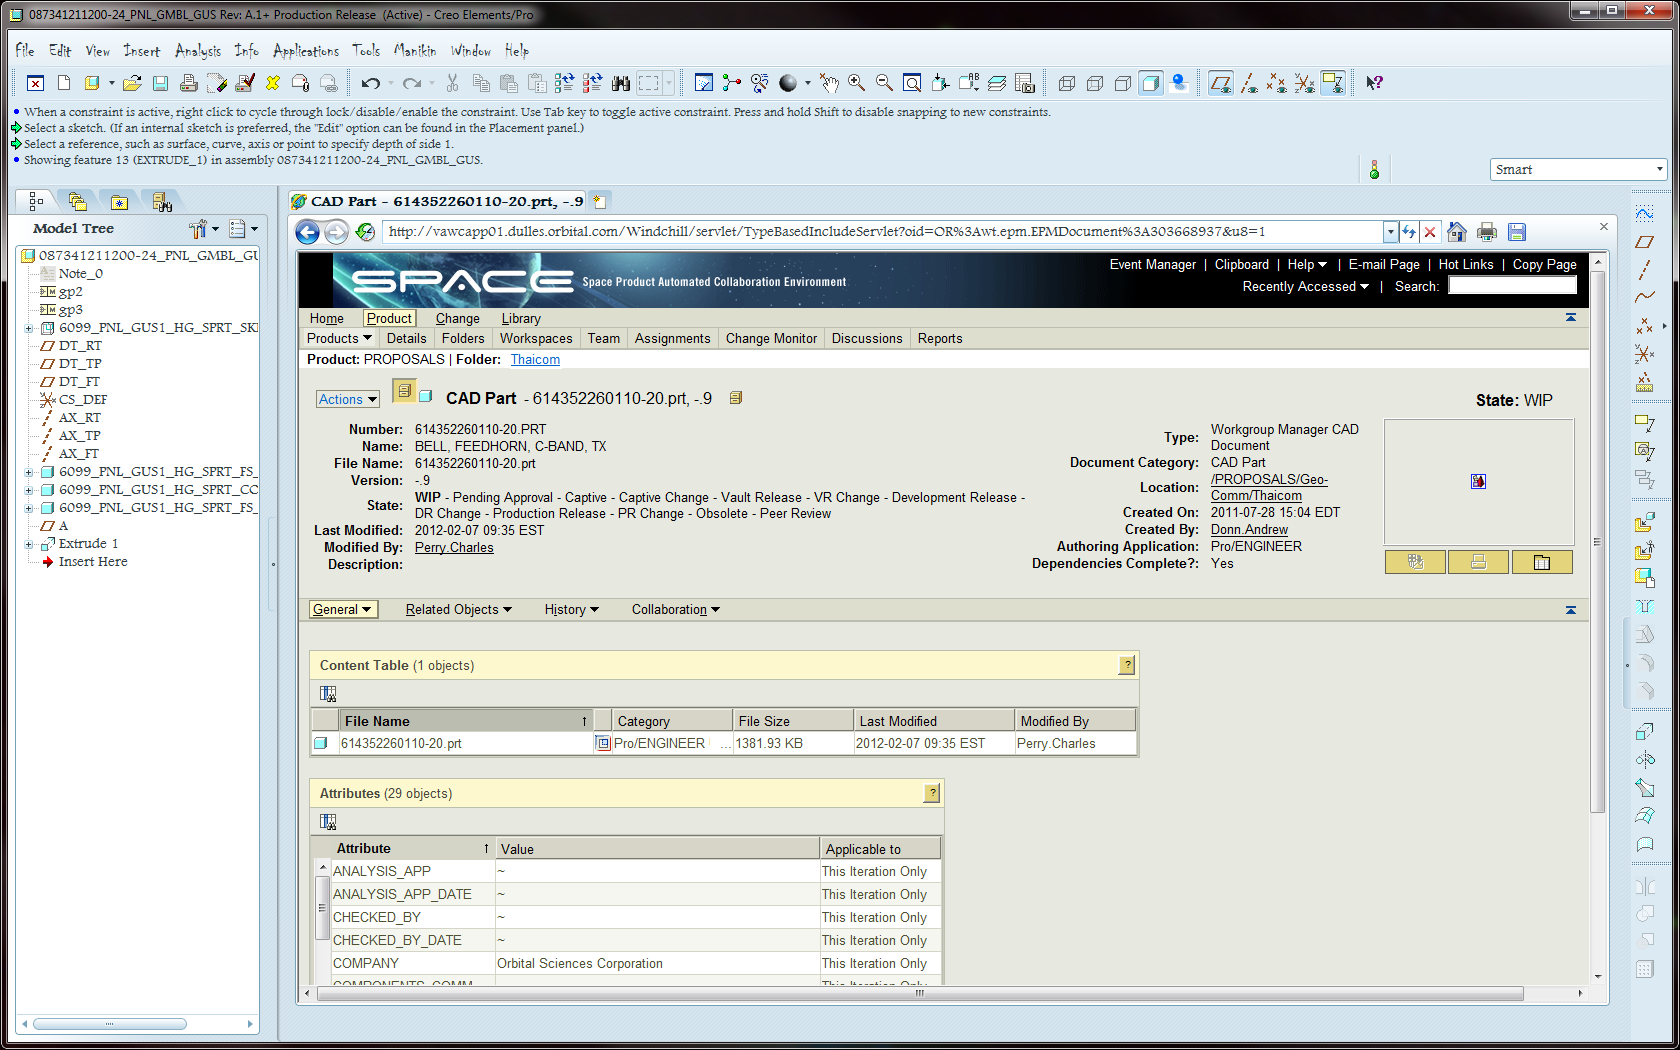 087341211200-24_PNL_GMBL_GUS Rev: A.1+ Production Release  (Active) - Creo Elements/Pro
File Edit View Insert Analysis Info Applications Tools Manikin Window Help
• When a constraint is active, right click to cycle through lock/disable/enable the constraint. Use Tab key to toggle active constraint. Press and hold Shift to disable snapping to new constraints.
Select a sketch. (If an internal sketch is preferred, the "Edit" option can be found in the Placement panel.)
Select a reference, such as surface, curve, axis or point to specify depth of side 1.
• Showing feature 13 (EXTRUDE_1) in assembly 087341211200-24_PNL_GMBL_GUS.
Smart
Model Tree
087341211200-24_PNL_GMBL_GU
Note_0
gp2
gp3
6099_PNL_GUS1_HG_SPRT_SKI
DT_RT
DT_TP
DT_FT
CS_DEF
AX_RT
AX_TP
AX_FT
6099_PNL_GUS1_HG_SPRT_FS_
6099_PNL_GUS1_HG_SPRT_CC
6099_PNL_GUS1_HG_SPRT_FS_
A
Extrude 1
Insert Here
CAD Part - 614352260110-20.prt, -.9
http://vawcapp01.dulles.orbital.com/Windchill/servlet/TypeBasedIncludeServlet?oid=OR%3Awt.epm.EPMDocument%3A303668937&u8=1
SPACE Space Product Automated Collaboration Environment
Event Manager | Clipboard | Help | E-mail Page | Hot Links | Copy Page
Recently Accessed | Search:
Home Product Change Library
Products Details Folders Workspaces Team Assignments Change Monitor Discussions Reports
Product: PROPOSALS | Folder: Thaicom
Actions CAD Part - 614352260110-20.prt, -.9
State: WIP
Number: 614352260110-20.PRT
Name: BELL, FEEDHORN, C-BAND, TX
File Name: 614352260110-20.prt
Version: -.9
State: WIP - Pending Approval - Captive - Captive Change - Vault Release - VR Change - Development Release -
DR Change - Production Release - PR Change - Obsolete - Peer Review
Last Modified: 2012-02-07 09:35 EST
Modified By: Perry.Charles
Description:
Type: Workgroup Manager CAD
Document
Document Category: CAD Part
Location: /PROPOSALS/Geo-
Comm/Thaicom
Created On: 2011-07-28 15:04 EDT
Created By: Donn.Andrew
Authoring Application: Pro/ENGINEER
Dependencies Complete?: Yes
General Related Objects History Collaboration
Content Table (1 objects) ?
File Name ↑ Category File Size Last Modified Modified By
614352260110-20.prt Pro/ENGINEER ... 1381.93 KB 2012-02-07 09:35 EST Perry.Charles
Attributes (29 objects) ?
Attribute ↑ Value Applicable to
ANALYSIS_APP ~ This Iteration Only
ANALYSIS_APP_DATE ~ This Iteration Only
CHECKED_BY ~ This Iteration Only
CHECKED_BY_DATE ~ This Iteration Only
COMPANY Orbital Sciences Corporation This Iteration Only
COMPONENTS_COMM This Iteration Only